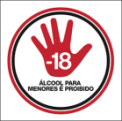 -18
ÁLCOOL PARA
MENORES É PROIBIDO